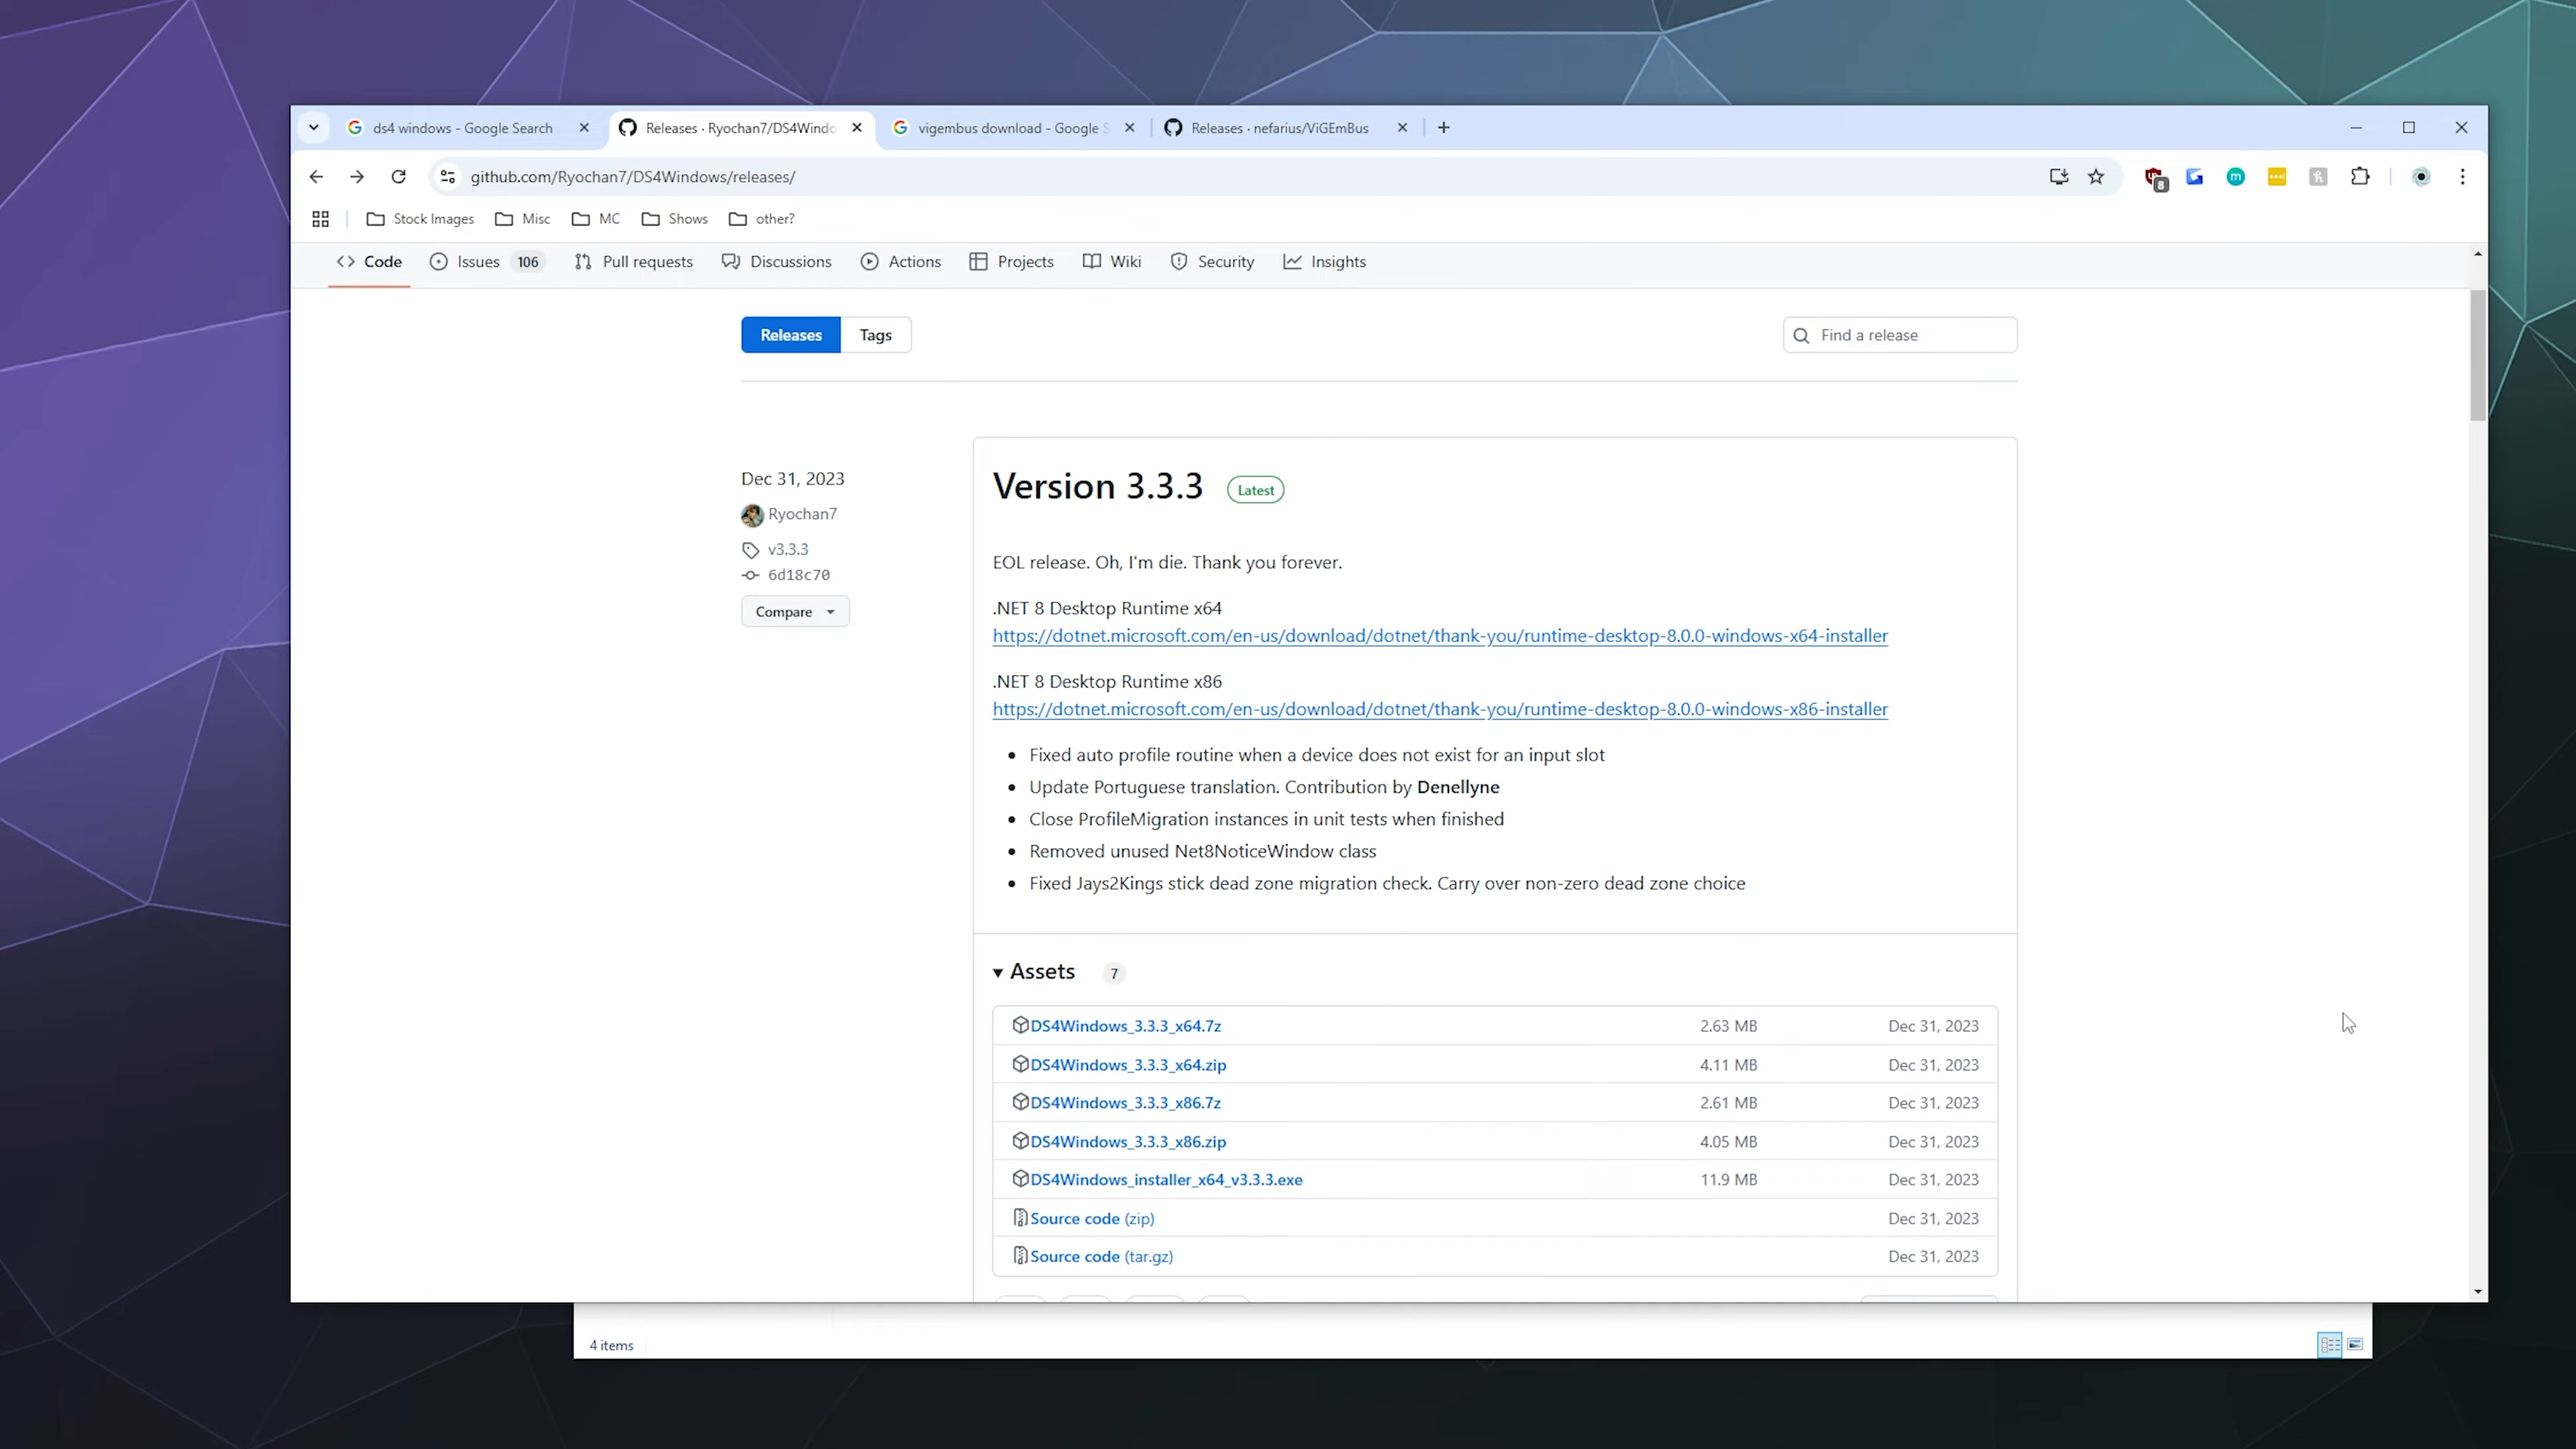 ds4 windows - Google Search
Releases · Ryochan7/DS4Windo
vigembus download - Google S
Releases · nefarius/ViGEmBus
github.com/Ryochan7/DS4Windows/releases/
8
Stock Images
Misc
MC
Shows
other?
Code
Issues 106
Pull requests
Discussions
Actions
Projects
Wiki
Security
Insights
Releases
Tags
Find a release
Dec 31, 2023
Ryochan7
v3.3.3
6d18c70
Compare
Version 3.3.3 Latest
EOL release. Oh, I'm die. Thank you forever.
.NET 8 Desktop Runtime x64
https://dotnet.microsoft.com/en-us/download/dotnet/thank-you/runtime-desktop-8.0.0-windows-x64-installer
.NET 8 Desktop Runtime x86
https://dotnet.microsoft.com/en-us/download/dotnet/thank-you/runtime-desktop-8.0.0-windows-x86-installer
• Fixed auto profile routine when a device does not exist for an input slot
• Update Portuguese translation. Contribution by Denellyne
• Close ProfileMigration instances in unit tests when finished
• Removed unused Net8NoticeWindow class
• Fixed Jays2Kings stick dead zone migration check. Carry over non-zero dead zone choice
Assets 7
DS4Windows_3.3.3_x64.7z 2.63 MB Dec 31, 2023
DS4Windows_3.3.3_x64.zip 4.11 MB Dec 31, 2023
DS4Windows_3.3.3_x86.7z 2.61 MB Dec 31, 2023
DS4Windows_3.3.3_x86.zip 4.05 MB Dec 31, 2023
DS4Windows_installer_x64_v3.3.3.exe 11.9 MB Dec 31, 2023
Source code (zip) Dec 31, 2023
Source code (tar.gz) Dec 31, 2023
4 items